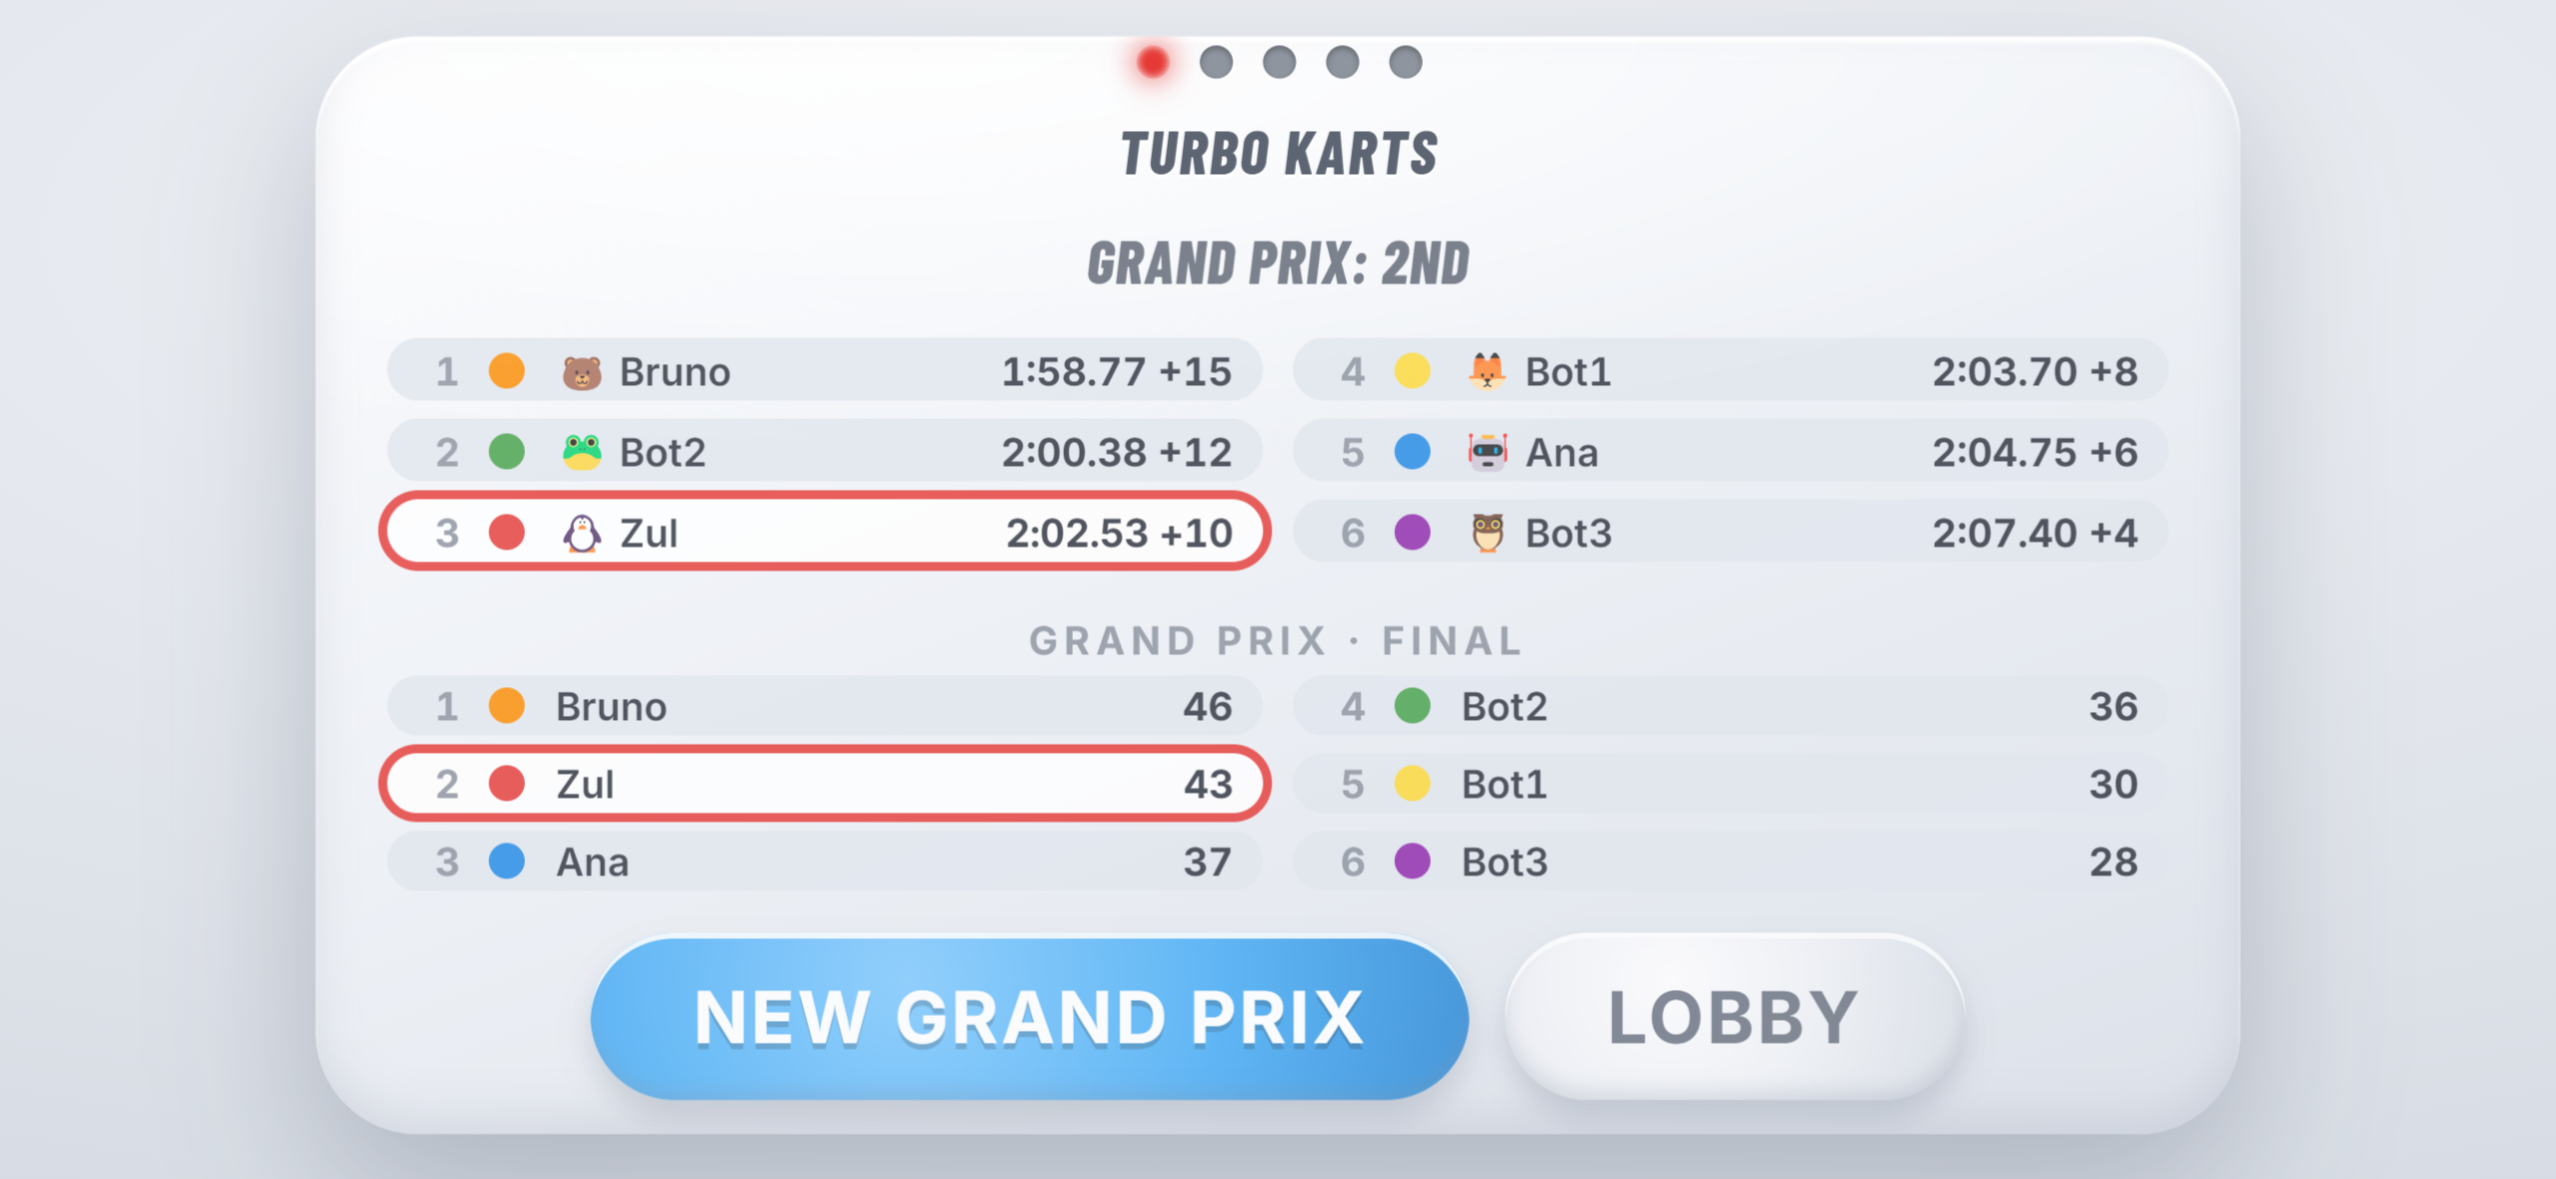 TURBO KARTS
GRAND PRIX: 2ND
1 Bruno 1:58.77 +15
2 Bot2 2:00.38 +12
3 Zul 2:02.53 +10
4 Bot1 2:03.70 +8
5 Ana 2:04.75 +6
6 Bot3 2:07.40 +4
GRAND PRIX · FINAL
1 Bruno 46
2 Zul 43
3 Ana 37
4 Bot2 36
5 Bot1 30
6 Bot3 28
NEW GRAND PRIX
LOBBY